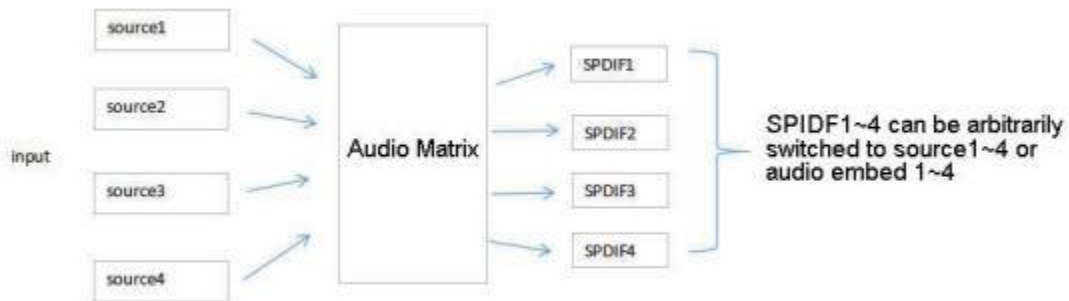 source1
source2
input
source3
source4
Audio Matrix
SPDIF1
SPDIF2
SPDIF3
SPDIF4
SPIDF1~4 can be arbitrarily
switched to source1~4 or
audio embed 1~4